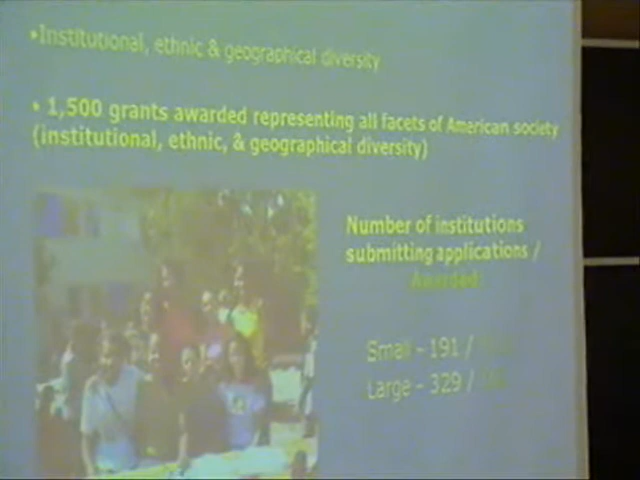 •Institutional, ethnic & geographical diversity
• 1,500 grants awarded representing all facets of American society
(institutional, ethnic, & geographical diversity)
Number of institutions
submitting applications /
Awarded:
Small – 191 /
Large – 329 /